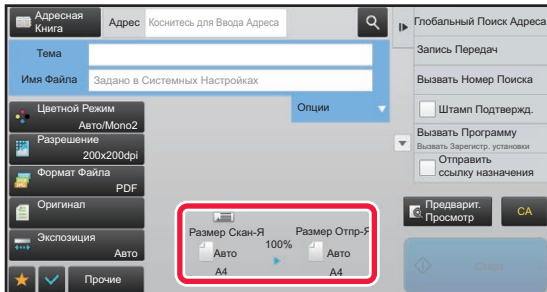 Адресная
Книга
Адрес
Коснитесь для Ввода Адреса
Тема
Имя Файла
Задано в Системных Настройках
Опции
Цветной Режим
Авто/Mono2
Разрешение
200x200dpi
Формат Файла
PDF
Оригинал
Экспозиция
Авто
Прочие
Размер Скан-Я
Авто
A4
100%
Размер Отпр-Я
Авто
A4
Глобальный Поиск Адреса
Запись Передач
Вызвать Номер Поиска
Штамп Подтвержд.
Вызвать Программу
Вызвать Зарегистр. установки
Отправить
ссылку назначения
Предварит.
Просмотр
CA
Старт